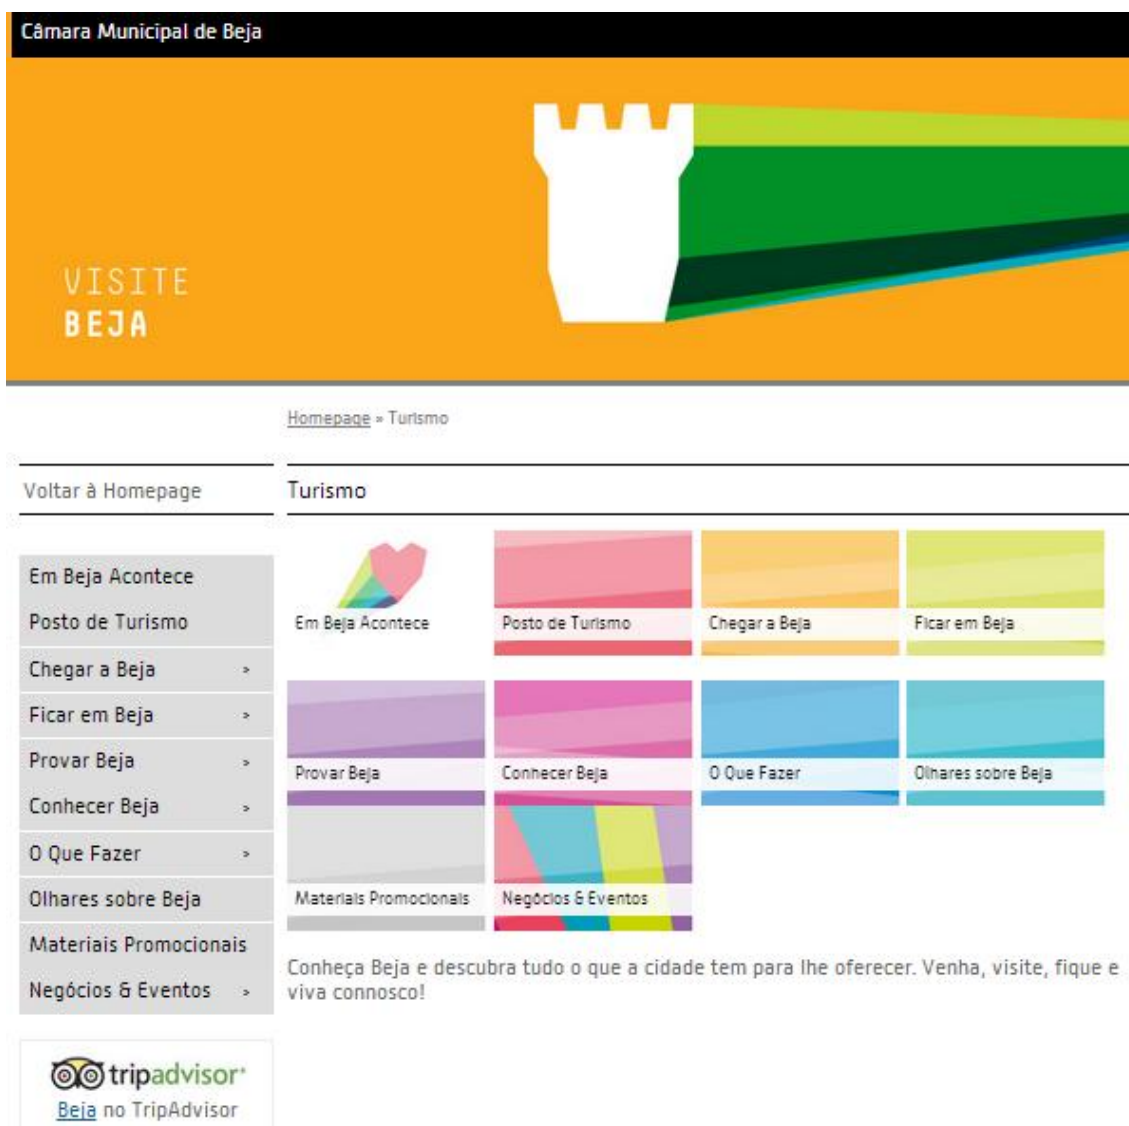 Câmara Municipal de Beja
VISITE
BEJA
Homepage » Turismo
Voltar à Homepage
Turismo
Em Beja Acontece
Posto de Turismo
Chegar a Beja >
Ficar em Beja >
Provar Beja >
Conhecer Beja >
O Que Fazer >
Olhares sobre Beja
Materiais Promocionais
Negócios & Eventos >
Em Beja Acontece
Posto de Turismo
Chegar a Beja
Ficar em Beja
Provar Beja
Conhecer Beja
O Que Fazer
Olhares sobre Beja
Materiais Promocionais
Negócios & Eventos
Conheça Beja e descubra tudo o que a cidade tem para lhe oferecer. Venha, visite, fique e
viva connosco!
tripadvisor
Beja no TripAdvisor